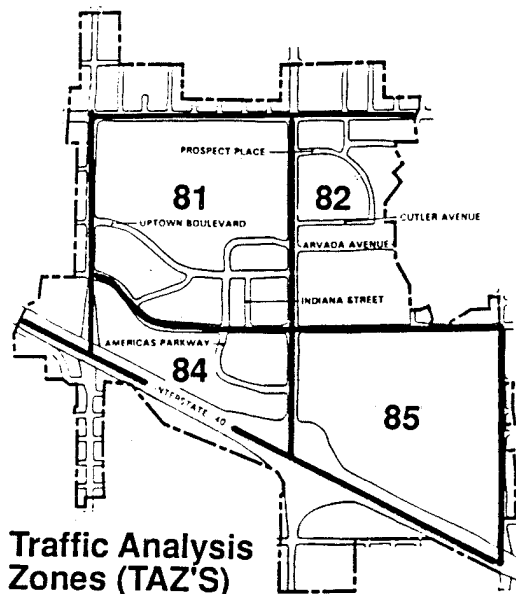 PROSPECT PLACE
81
82
UPTOWN BOULEVARD
CUTLER AVENUE
ARVADA AVENUE
INDIANA STREET
AMERICAS PARKWAY
84
INTERSTATE 40
85
Traffic Analysis
Zones (TAZ'S)